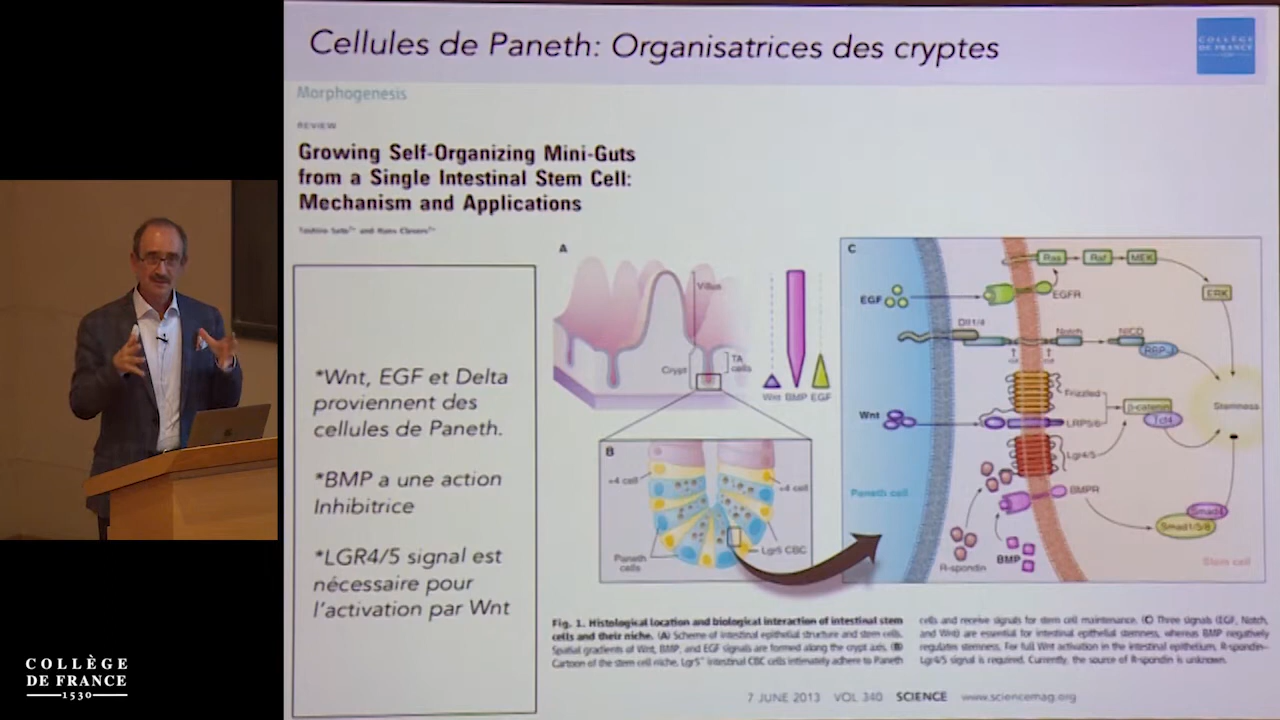 Cellules de Paneth: Organisatrices des cryptes
COLLÈGE
DE FRANCE
1530
Morphogenesis
REVIEW
Growing Self-Organizing Mini-Guts
from a Single Intestinal Stem Cell:
Mechanism and Applications
*Wnt, EGF et Delta
proviennent des
cellules de Paneth.
*BMP a une action
Inhibitrice
*LGR4/5 signal est
nécessaire pour
l'activation par Wnt
A
Villus
Crypt
TA
cells
Wnt BMP EGF
B
+4 cell
+4 cell
Paneth
cells
Lgr5 CBC
C
Ras
Raf
MEK
EGF
EGFR
ERK
Dll1/4
Notch
NICD
Frizzled
Wnt
LRP5/6
β-catenin
Tcf4
Stemness
Lgr4/5
Paneth cell
BMPR
Smad4
Smad1/5/8
R-spondin
BMP
Stem cell
Fig. 1. Histological location and biological interaction of intestinal stem
cells and their niche. (A) Scheme of intestinal epithelial structure and stem cells.
Spatial gradients of Wnt, BMP, and EGF signals are formed along the crypt axis. (B)
Cartoon of the stem cell niche. Lgr5⁺ intestinal CBC cells intimately adhere to Paneth
cells and receive signals for stem cell maintenance. (C) Three signals (EGF, Notch,
and Wnt) are essential for intestinal epithelial stemness, whereas BMP negatively
regulates stemness. For full Wnt activation in the intestinal epithelium, R-spondin–
Lgr4/5 signal is required. Currently, the source of R-spondin is unknown.
7 JUNE 2013 VOL 340 SCIENCE www.sciencemag.org
COLLÈGE
DE FRANCE
1530